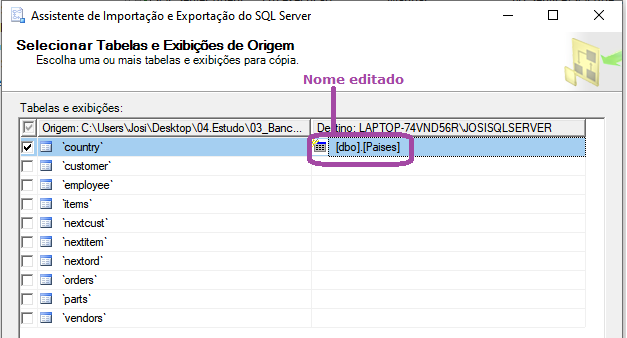 Assistente de Importação e Exportação do SQL Server
Selecionar Tabelas e Exibições de Origem
Escolha uma ou mais tabelas e exibições para cópia.
Nome editado
Tabelas e exibições:
Origem: C:\Users\Josi\Desktop\04.Estudo\03_Banc... Destino: LAPTOP-74VND56R\JOSISQLSERVER
`country` [dbo].[Paises]
`customer`
`employee`
`items`
`nextcust`
`nextitem`
`nextord`
`orders`
`parts`
`vendors`